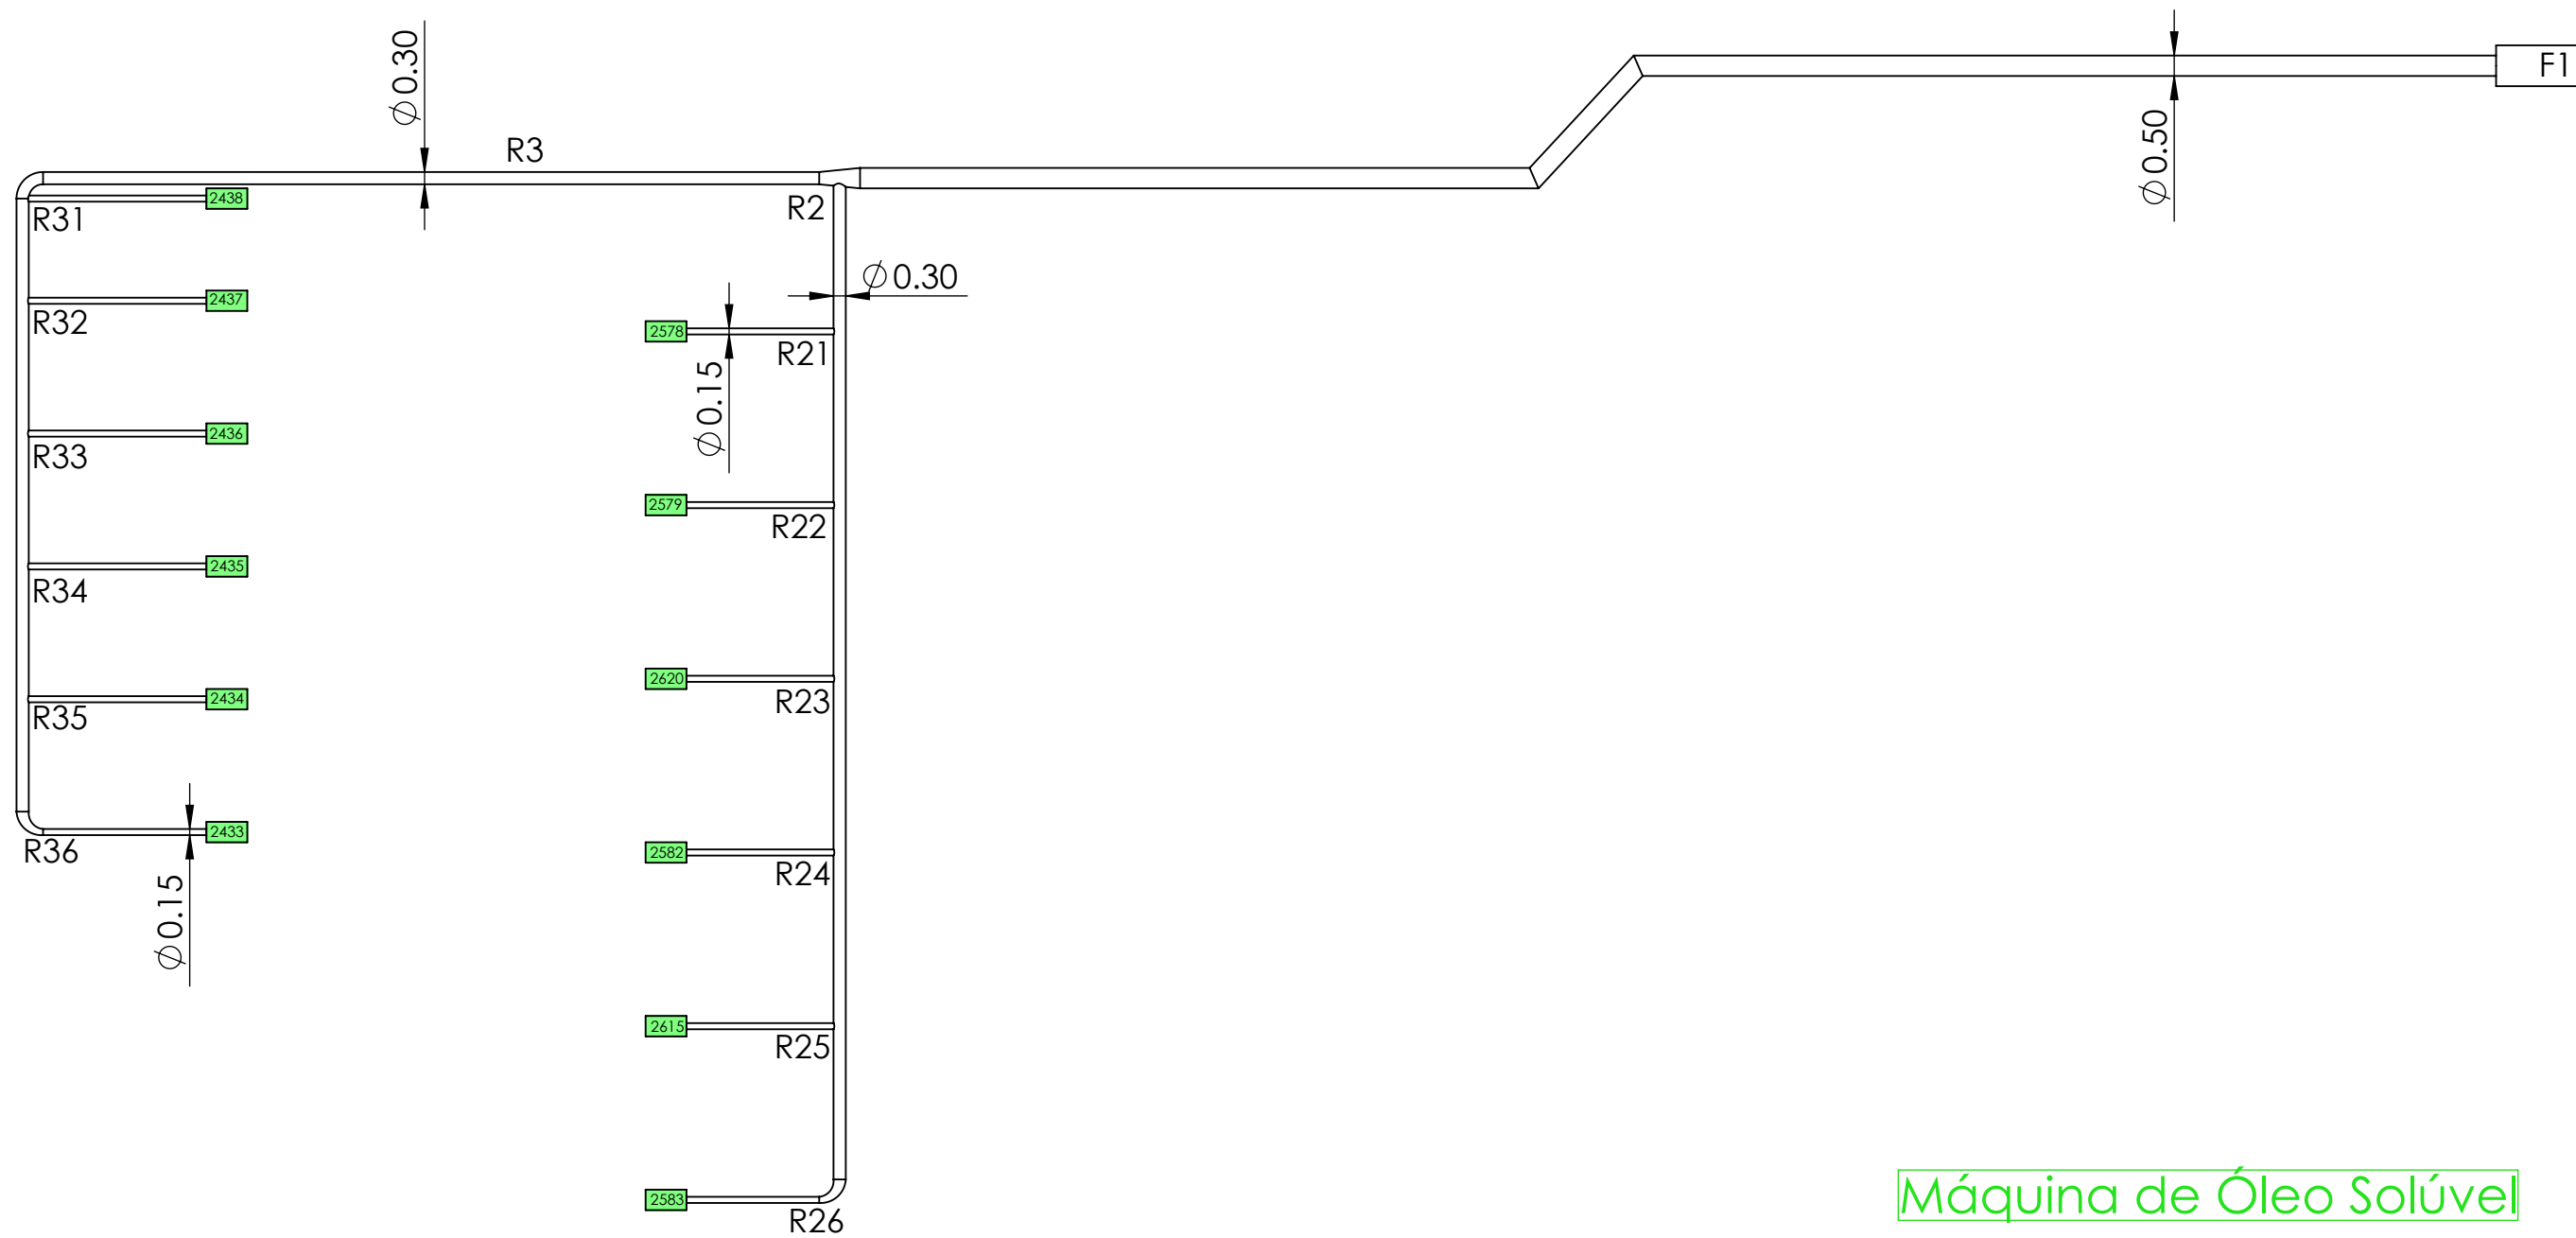 F1
⌀0.30
⌀0.50
R3
R2
2438
R31
⌀0.30
2437
R32
2578
R21
⌀0.15
2436
R33
2579
R22
2435
R34
2620
R23
2434
R35
2433
R36
2582
R24
⌀0.15
2615
R25
2583
R26
Máquina de Óleo Solúvel